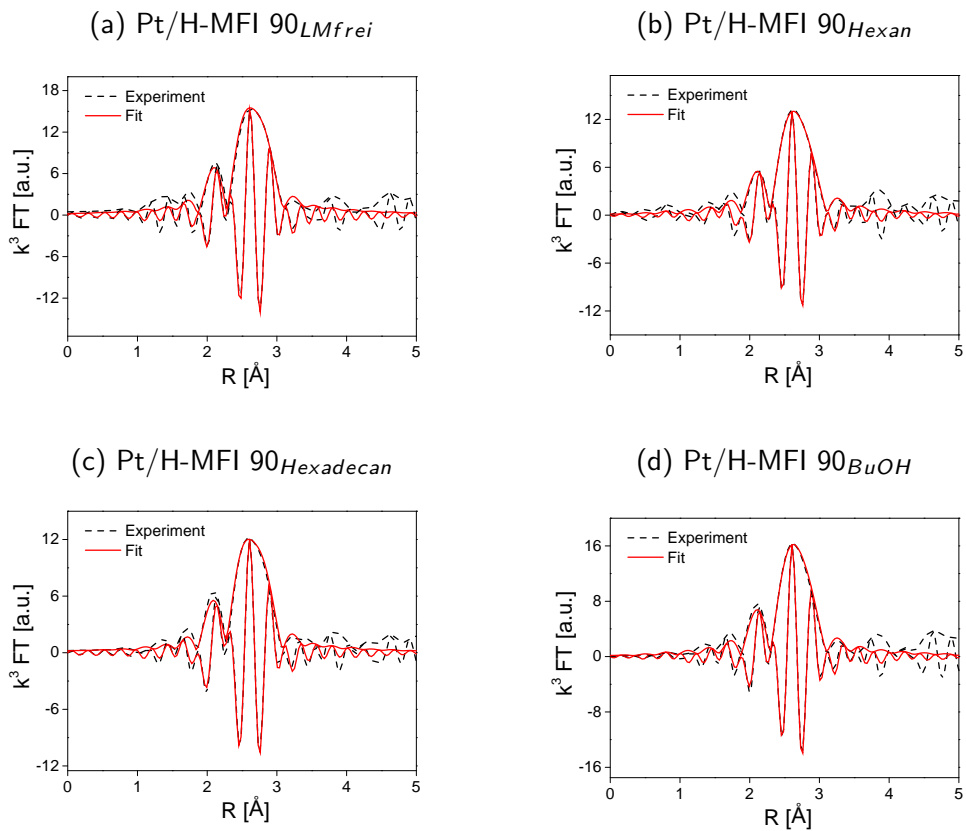 (a) Pt/H-MFI 90LMfrei
(b) Pt/H-MFI 90Hexan
Experiment
Fit
15
10
5
0
-6
-12
k³ FT [a.u.]
0 1 2 3 4 5
R [Å]
Experiment
Fit
12
6
0
-6
-12
k³ FT [a.u.]
0 1 2 3 4 5
R [Å]
(c) Pt/H-MFI 90Hexadecan
(d) Pt/H-MFI 90BuOH
Experiment
Fit
12
6
0
-6
-12
k³ FT [a.u.]
0 1 2 3 4 5
R [Å]
Experiment
Fit
16
8
0
-8
-16
k³ FT [a.u.]
0 1 2 3 4 5
R [Å]